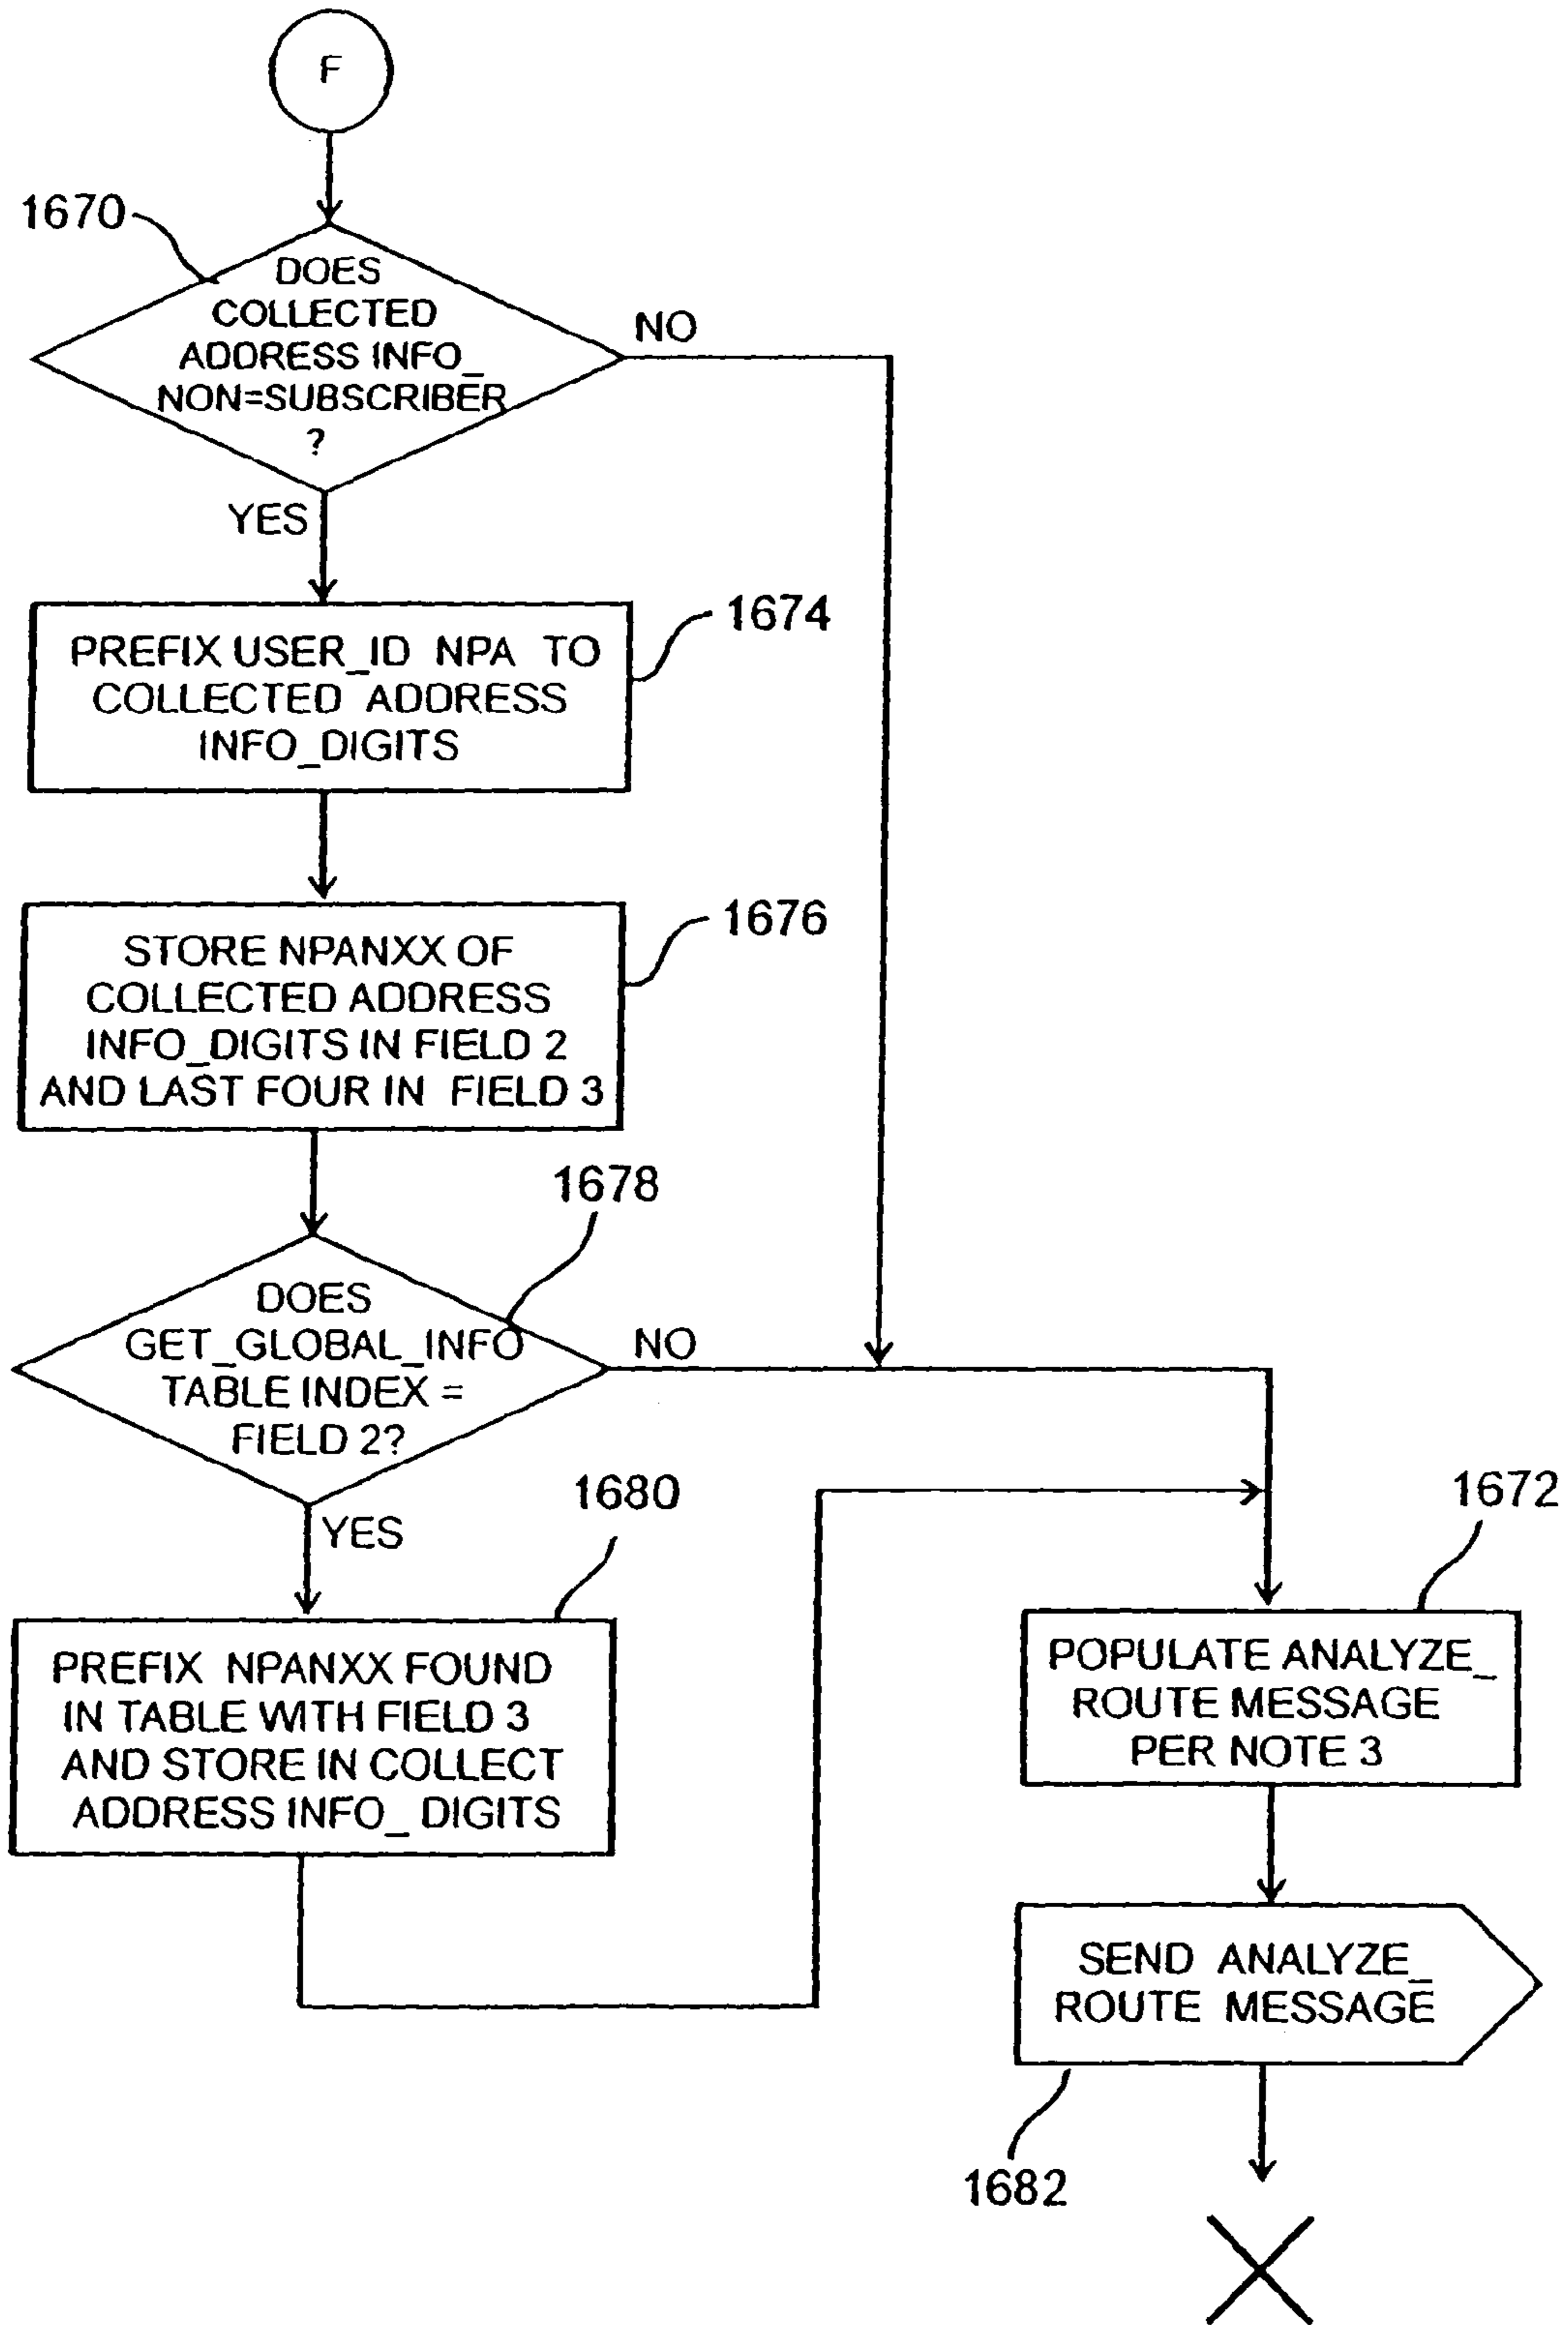 F
1670
DOES
COLLECTED
ADDRESS INFO_
NON=SUBSCRIBER
?
NO
YES
1674
PREFIX USER_ID NPA TO
COLLECTED ADDRESS
INFO_DIGITS
1676
STORE NPANXX OF
COLLECTED ADDRESS
INFO_DIGITS IN FIELD 2
AND LAST FOUR IN FIELD 3
1678
DOES
GET_GLOBAL_INFO
TABLE INDEX =
FIELD 2?
NO
YES
1680
PREFIX NPANXX FOUND
IN TABLE WITH FIELD 3
AND STORE IN COLLECT
ADDRESS INFO_ DIGITS
1672
POPULATE ANALYZE_
ROUTE MESSAGE
PER NOTE 3
SEND ANALYZE_
ROUTE MESSAGE
1682